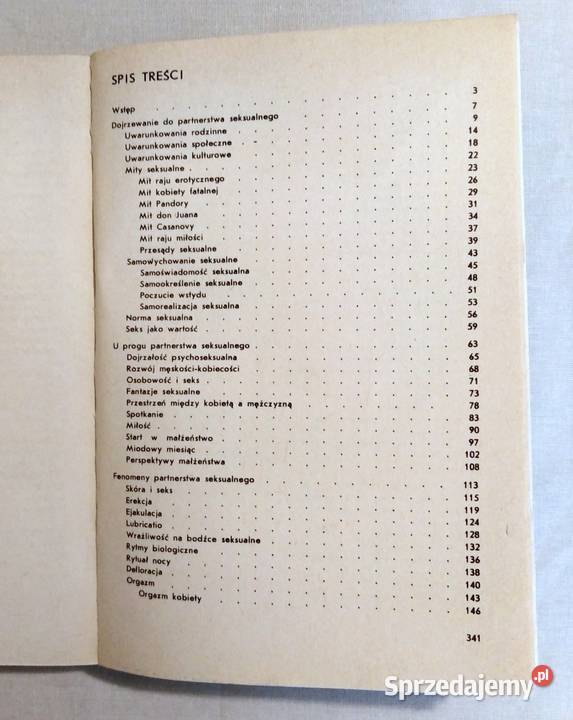 SPIS TREŚCI
Wstęp . . . 3
Dojrzewanie do partnerstwa seksualnego . . . 7
Uwarunkowania rodzinne . . . 9
Uwarunkowania społeczne . . . 14
Uwarunkowania kulturowe . . . 18
Mity seksualne . . . 22
Mit raju erotycznego . . . 23
Mit kobiety fatalnej . . . 26
Mit Pandory . . . 29
Mit don Juana . . . 31
Mit Casanovy . . . 34
Mit raju miłości . . . 37
Przesądy seksualne . . . 39
Samowychowanie seksualne . . . 43
Samoświadomość seksualna . . . 45
Samookreślenie seksualne . . . 48
Poczucie wstydu . . . 51
Samorealizacja seksualna . . . 53
Norma seksualna . . . 56
Seks jako wartość . . . 59
U progu partnerstwa seksualnego . . . 63
Dojrzałość psychoseksualna . . . 65
Rozwój męskości-kobiecości . . . 68
Osobowość i seks . . . 71
Fantazje seksualne . . . 73
Przestrzeń między kobietą a mężczyzną . . . 78
Spotkanie . . . 83
Miłość . . . 90
Start w małżeństwo . . . 97
Miodowy miesiąc . . . 102
Perspektywy małżeństwa . . . 108
Fenomeny partnerstwa seksualnego . . . 113
Skóra i seks . . . 115
Erekcja . . . 119
Ejakulacja . . . 124
Lubricatio . . . 128
Wrażliwość na bodźce seksualne . . . 132
Rytmy biologiczne . . . 136
Rytuał nocy . . . 138
Defloracja . . . 140
Orgazm . . . 143
Orgazm kobiety . . . 146
341
Sprzedajemy.pl